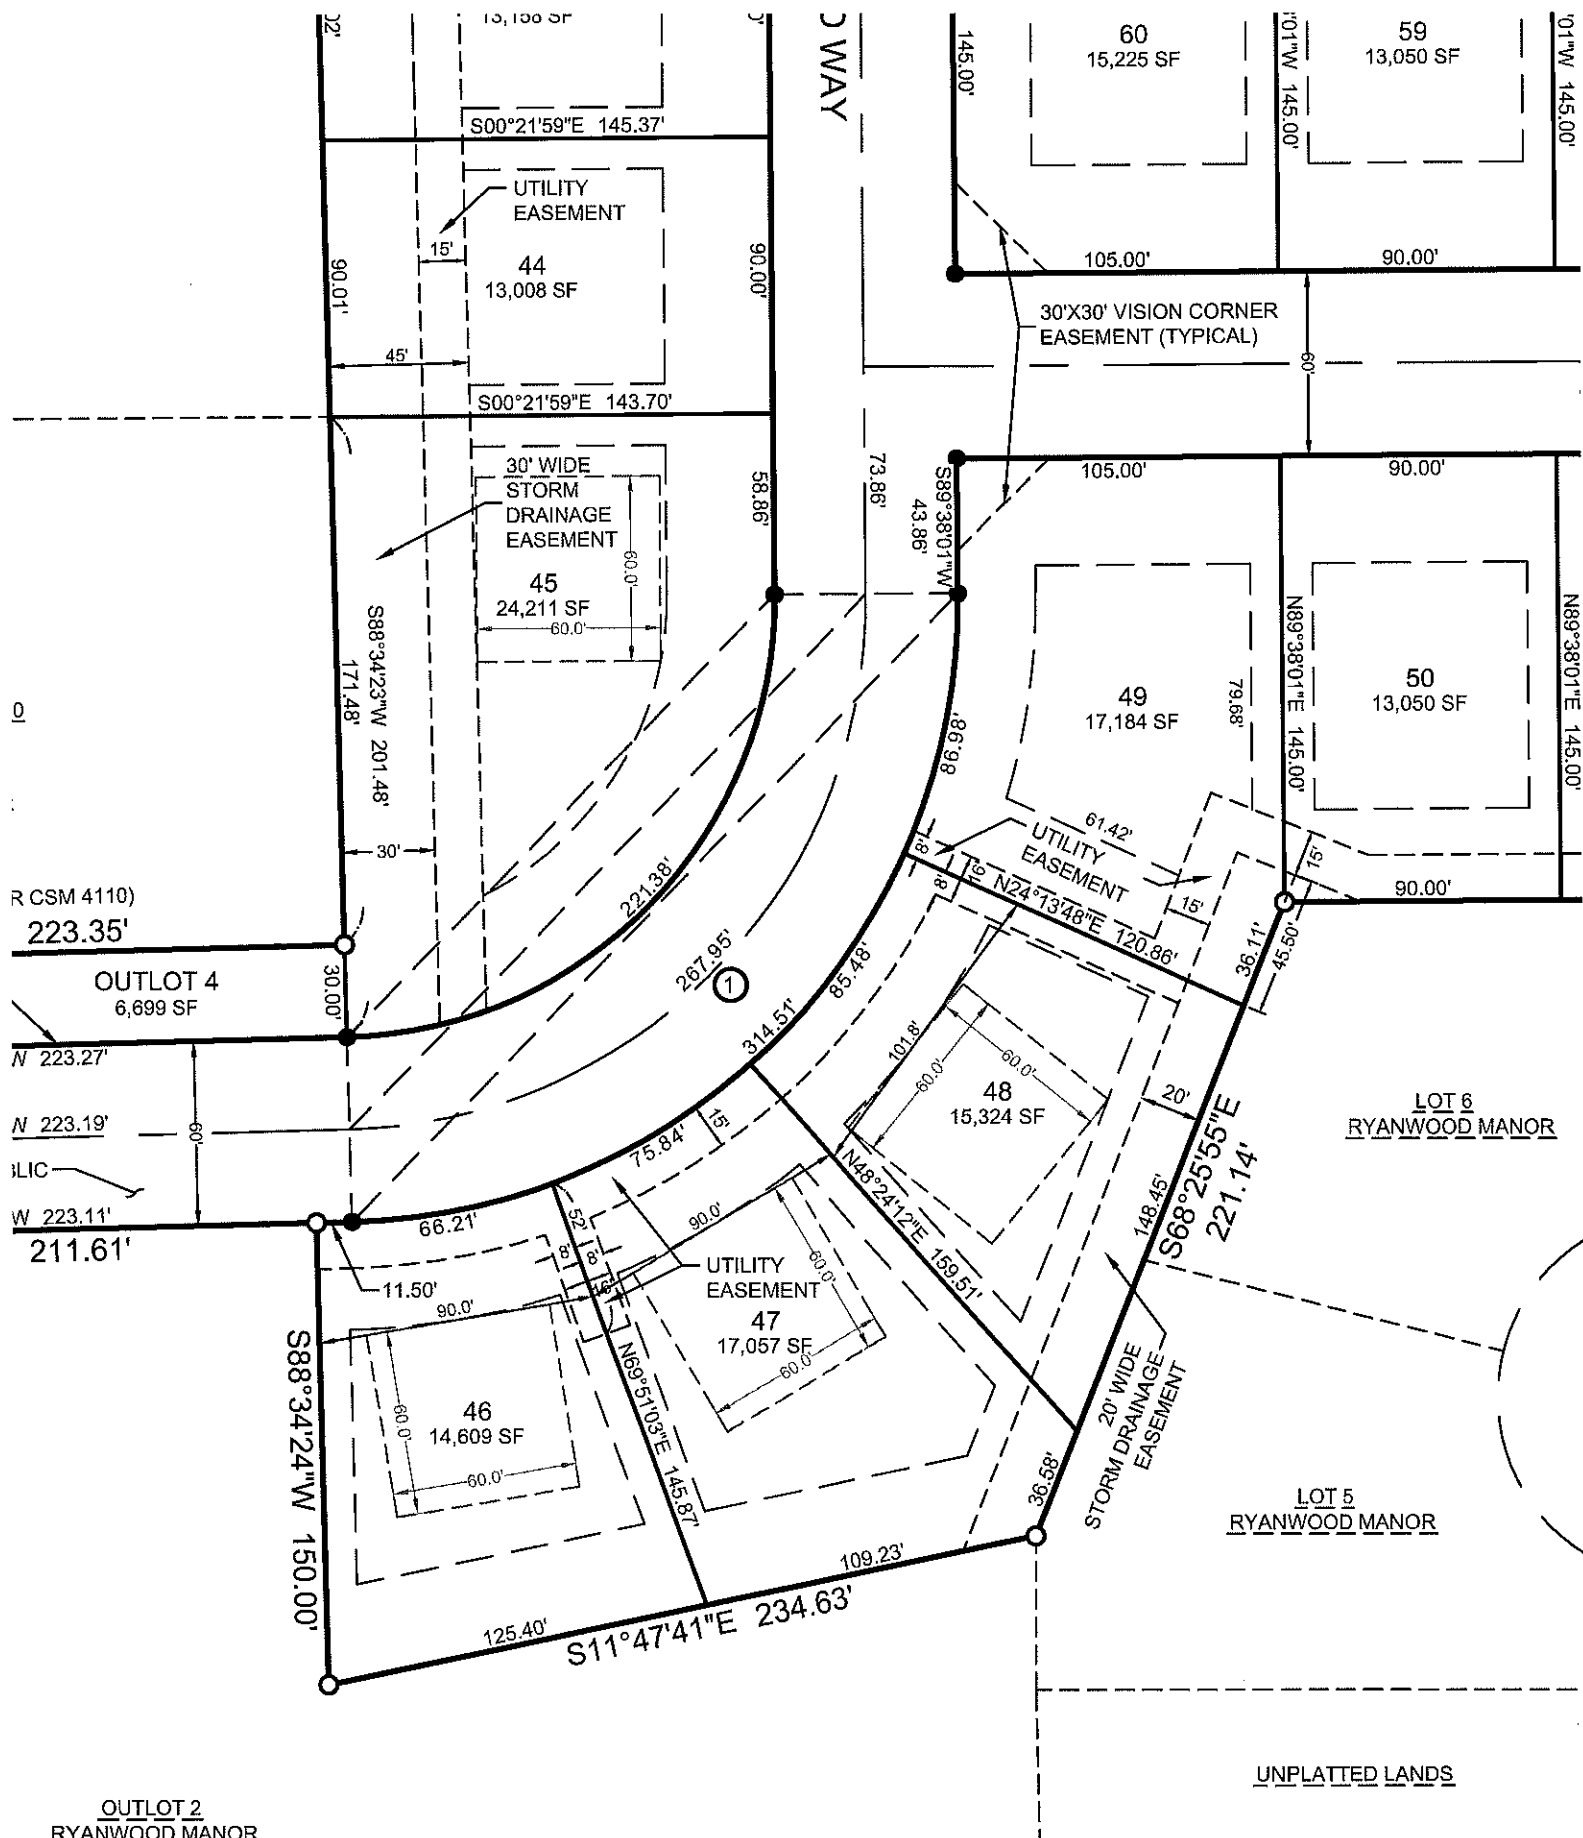 13,158 SF
02'
D WAY
145.00'
60
15,225 SF
'01"W 145.00'
59
13,050 SF
'01"W 145.00'
S00°21'59"E 145.37'
UTILITY
EASEMENT
15'
44
13,008 SF
90.01'
90.00'
45'
S00°21'59"E 143.70'
105.00'
90.00'
30'X30' VISION CORNER
EASEMENT (TYPICAL)
60'
30' WIDE
STORM
DRAINAGE
EASEMENT
45
24,211 SF
60.0'
60.0'
58.86'
73.86'
S89°38'01"W
43.86'
105.00'
90.00'
S88°34'23"W 201.48'
171.48'
30'
49
17,184 SF
79.68'
N89°38'01"E 145.00'
50
13,050 SF
N89°38'01"E 145.00'
0
86.98'
61.42'
UTILITY
EASEMENT
8'
8'
16'
N24°13'48"E 120.86'
15'
15'
90.00'
36.11'
45.50'
R CSM 4110)
223.35'
OUTLOT 4
6,699 SF
30.00'
221.38'
267.95'
1
314.51'
85.48'
N 223.27'
N 223.19'
60'
BLIC
W 223.11'
211.61'
101.8'
60.0'
60.0'
48
15,324 SF
20'
LOT 6
RYANWOOD MANOR
S68°25'55"E
221.14'
148.45'
75.84'
15'
66.21'
11.50'
52'
8'
8'
16'
90.0'
90.0'
UTILITY
EASEMENT
47
17,057 SF
60.0'
60.0'
N48°24'12"E 159.51'
20' WIDE
STORM DRAINAGE
EASEMENT
S88°34'24"W 150.00'
46
14,609 SF
60.0'
60.0'
N69°51'03"E 145.87'
36.58'
LOT 5
RYANWOOD MANOR
109.23'
125.40'
S11°47'41"E 234.63'
UNPLATTED LANDS
OUTLOT 2
RYANWOOD MANOR